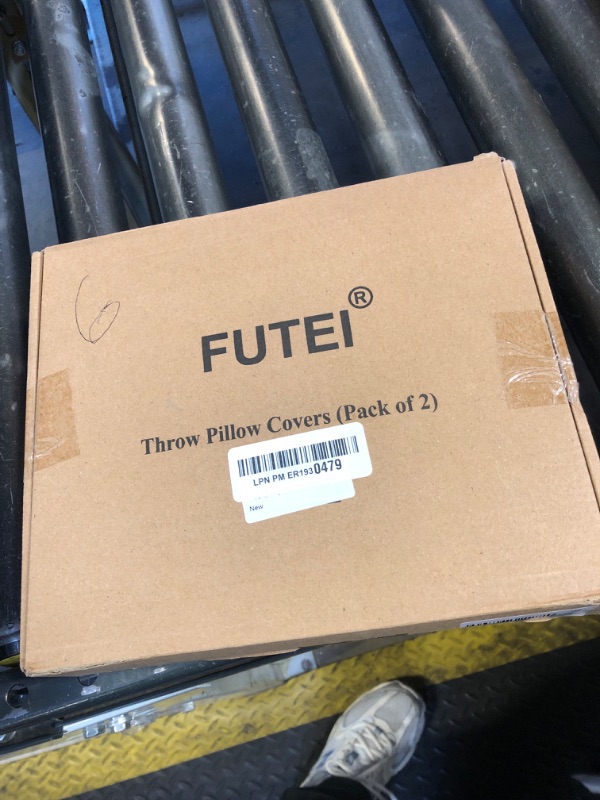 6
FUTEI®
Throw Pillow Covers (Pack of 2)
LPN PM ER1930479
New